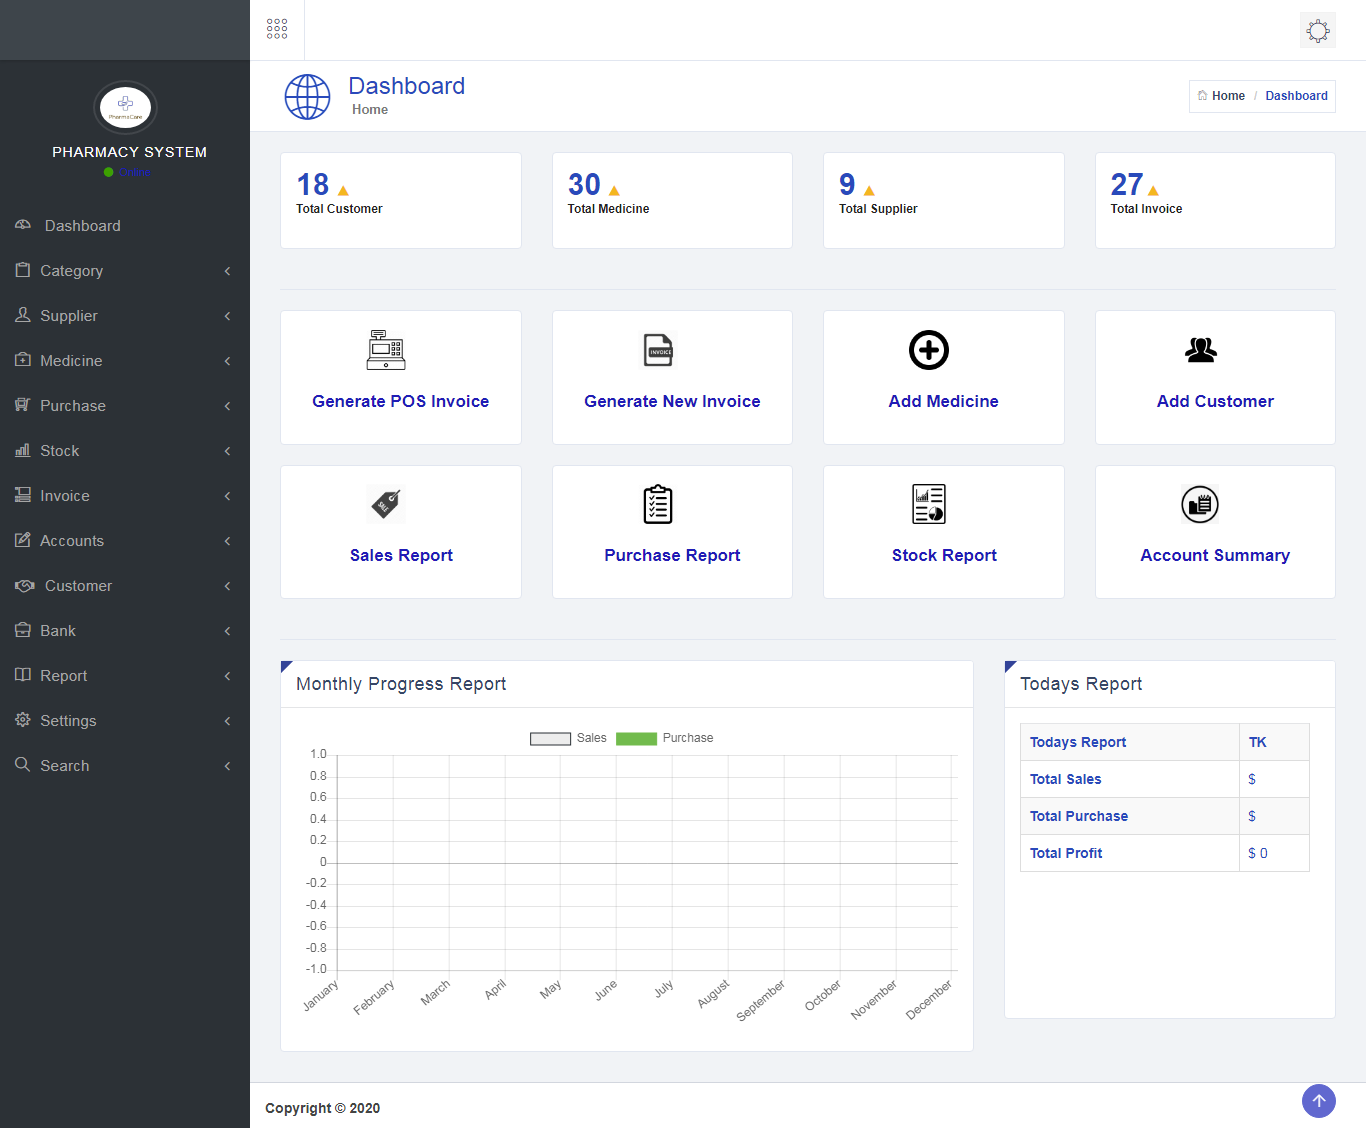 PharmaCare
PHARMACY SYSTEM
Online
Dashboard
Category
Supplier
Medicine
Purchase
Stock
Invoice
Accounts
Customer
Bank
Report
Settings
Search
Dashboard
Home
Home / Dashboard
18
Total Customer
30
Total Medicine
9
Total Supplier
27
Total Invoice
Generate POS Invoice
INVOICE
Generate New Invoice
Add Medicine
Add Customer
SALE
Sales Report
Purchase Report
Stock Report
Account Summary
Monthly Progress Report
Sales Purchase
1.0
0.8
0.6
0.4
0.2
0
-0.2
-0.4
-0.6
-0.8
-1.0
January February March April May June July August September October November December
Todays Report
Todays Report TK
Total Sales $
Total Purchase $
Total Profit $ 0
Copyright © 2020